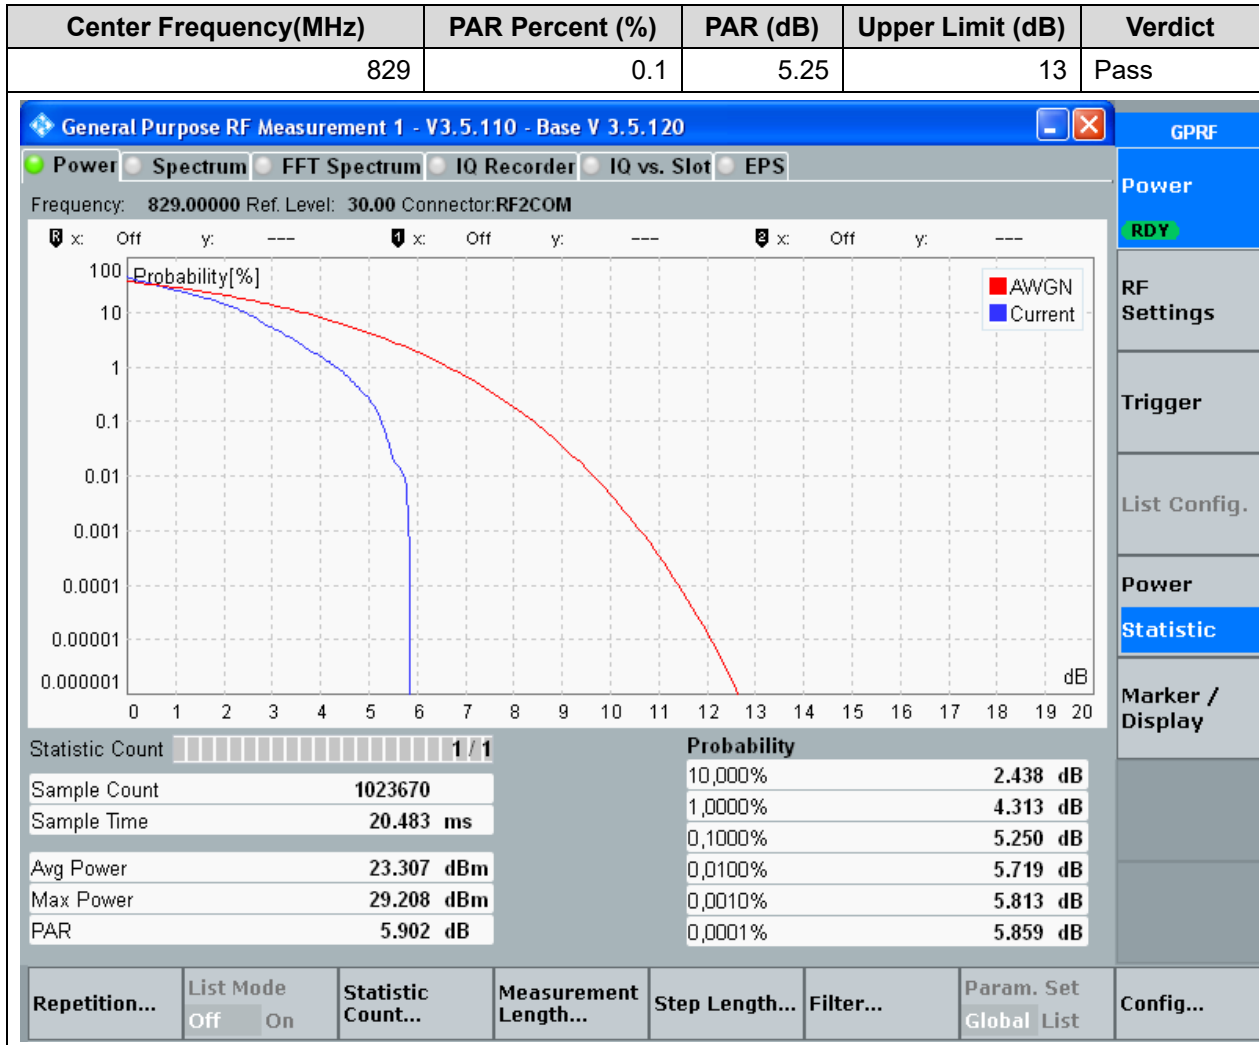 Center Frequency(MHz) PAR Percent (%) PAR (dB) Upper Limit (dB) Verdict
829 0.1 5.25 13 Pass
General Purpose RF Measurement 1 - V3.5.110 - Base V 3.5.120
GPRF
Power Spectrum FFT Spectrum IQ Recorder IQ vs. Slot EPS
Power
RDY
Frequency: 829.00000 Ref. Level: 30.00 Connector:RF2COM
R x: Off y: --- 1 x: Off y: --- 2 x: Off y: ---
Probability[%]
AWGN
Current
100
10
1
0.1
0.01
0.001
0.0001
0.00001
0.000001
dB
0 1 2 3 4 5 6 7 8 9 10 11 12 13 14 15 16 17 18 19 20
RF
Settings
Trigger
List Config.
Power
Statistic
Marker /
Display
Statistic Count 1 / 1
Sample Count 1023670
Sample Time 20.483 ms
Avg Power 23.307 dBm
Max Power 29.208 dBm
PAR 5.902 dB
Probability
10,000% 2.438 dB
1,0000% 4.313 dB
0,1000% 5.250 dB
0,0100% 5.719 dB
0,0010% 5.813 dB
0,0001% 5.859 dB
Repetition...
List Mode
Off On
Statistic
Count...
Measurement
Length...
Step Length...
Filter...
Param. Set
Global List
Config...